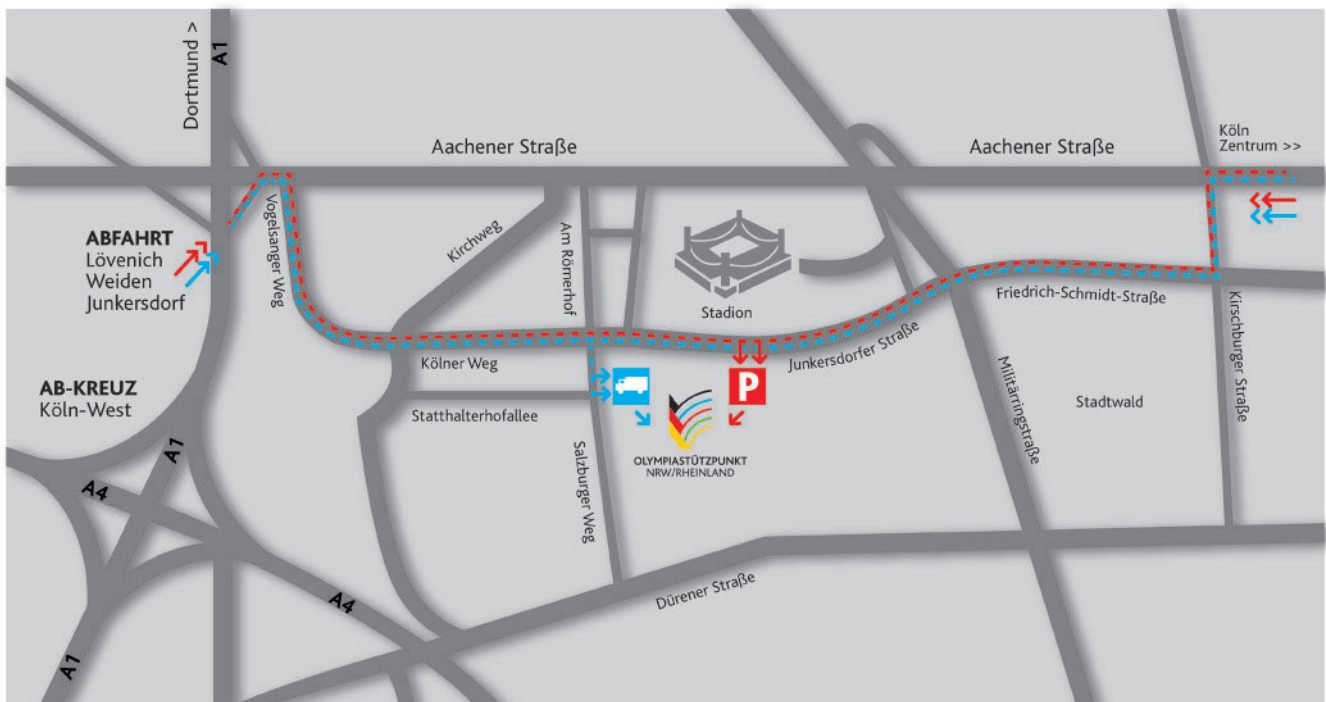 Dortmund >
A1
Aachener Straße
Aachener Straße
Köln
Zentrum >>
ABFAHRT
Lövenich
Weiden
Junkersdorf
Vogelsanger Weg
Kirchweg
Am Römerhof
Stadion
Friedrich-Schmidt-Straße
Kirschburger Straße
Kölner Weg
Junkersdorfer Straße
P
AB-KREUZ
Köln-West
Statthalterhofallee
Militärringstraße
Stadtwald
OLYMPIASTÜTZPUNKT
NRW/RHEINLAND
Salzburger Weg
A1
A4
Dürener Straße
A4
A1